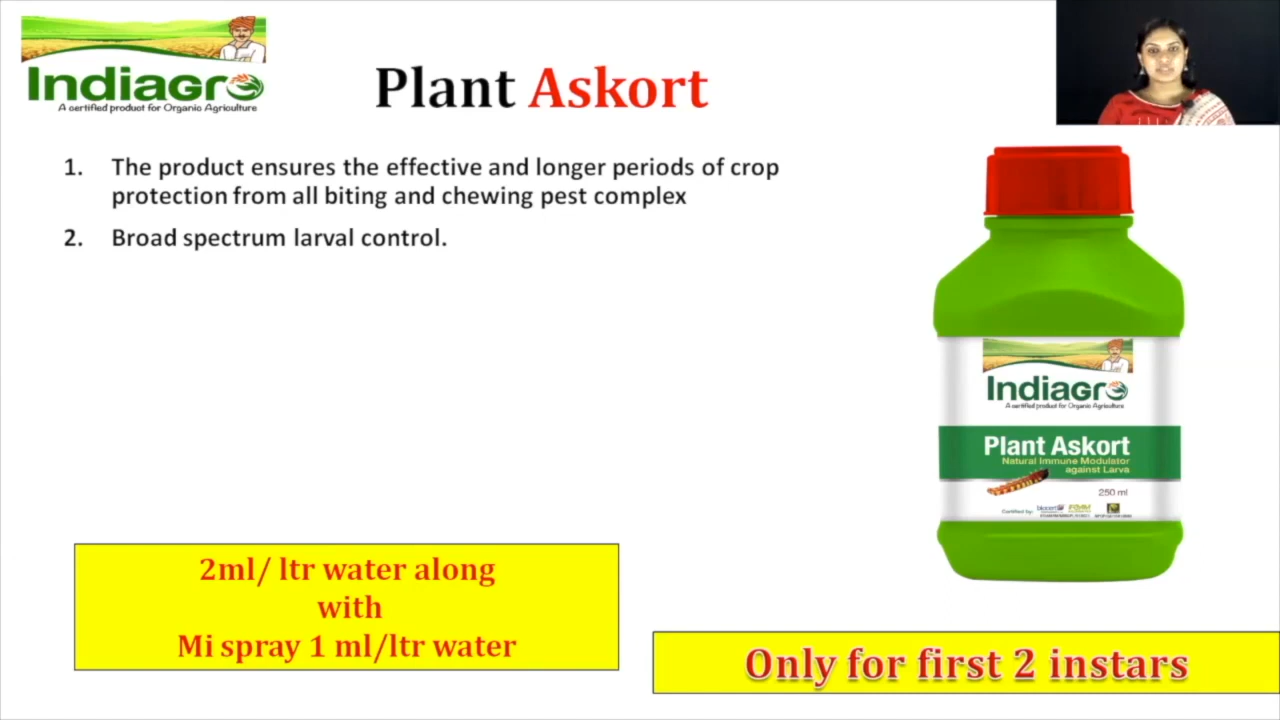 Indiagro
A certified product for Organic Agriculture
Plant Askort
1. The product ensures the effective and longer periods of crop
protection from all biting and chewing pest complex
2. Broad spectrum larval control.
Indiagro
A certified product for Organic Agriculture
Plant Askort
Natural Immune Modulator
against Larva
250 ml
Certified by:
2ml/ ltr water along
with
Mi spray 1 ml/ltr water
Only for first 2 instars